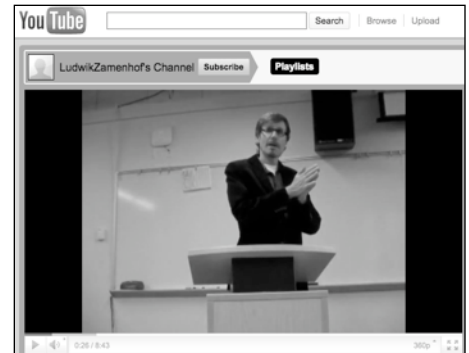 You Tube Search Browse Upload
LudwikZamenhof's Channel Subscribe Playlists
0:26 / 8:43 360p